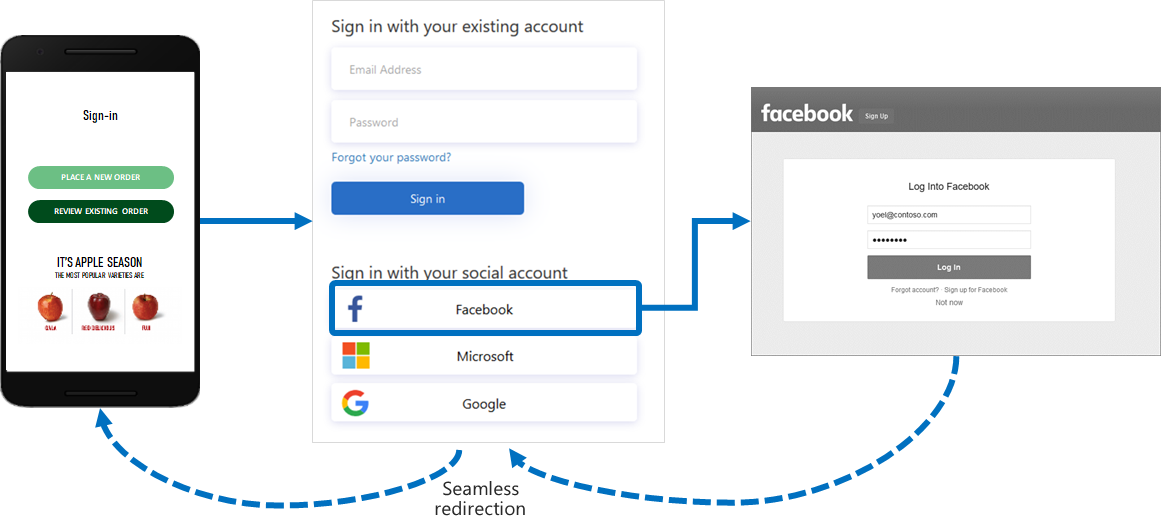 Sign-in
PLACE A NEW ORDER
REVIEW EXISTING ORDER
IT'S APPLE SEASON
THE MOST POPULAR VARIETIES ARE
GALA
RED DELICIOUS
FUJI
Sign in with your existing account
Email Address
Password
Forgot your password?
Sign in
Sign in with your social account
Facebook
Microsoft
Google
facebook
Sign Up
Log Into Facebook
yoel@contoso.com
Log In
Forgot account? · Sign up for Facebook
Not now
Seamless
redirection